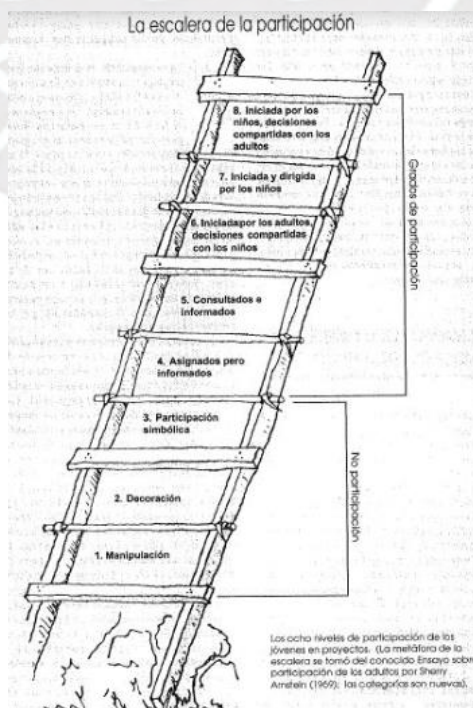 La escalera de la participación
8. Iniciada por los
niños, decisiones
compartidas con los
adultos
7. Iniciada y dirigida
por los niños
6. Iniciadapor los adultos,
decisiones compartidas
con los niños
5. Consultados e
informados
4. Asignados pero
informados
3. Participación
simbólica
2. Decoración
1. Manipulación
Grados de participación
No participación
Los ocho niveles de participación de los
jóvenes en proyectos. (La metáfora de la
escalera se tomó del conocido Ensayo sobre
participación de los adultos por Sherry
Arnstein (1969); las categorías son nuevas).